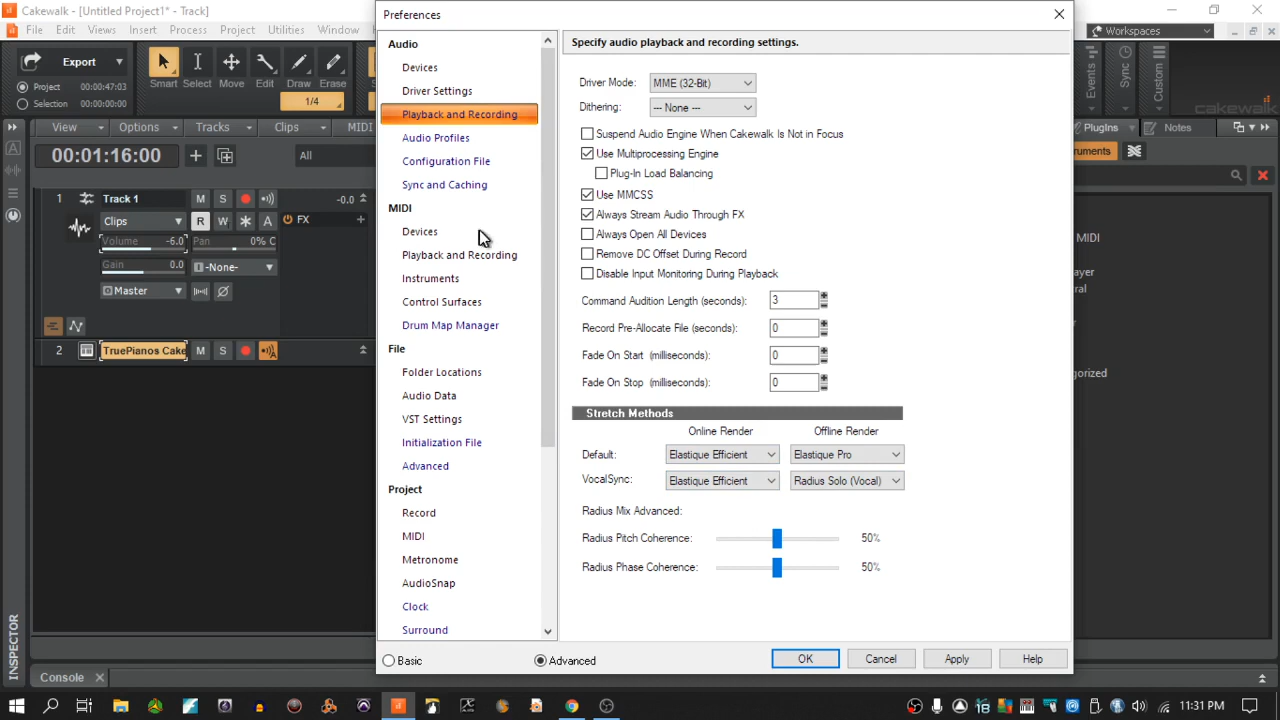 Cakewalk - [Untitled Project1* - Track]
File Edit Views Insert Process Project Utilities Window
Export
Project 00:00:47:03
Selection 00:00:00:00
Smart Select Move Edit Draw Erase
1/4
Workspaces
Events Sync Custom
cakewalk
View Options Tracks Clips MIDI
PlugIns Notes
00:01:16:00 All
uments
1 Track 1 M S -0.0
Clips R W A FX
Volume -6.0 Pan 0% C
Gain 0.0 I -None-
Master
2 TruePianos Cake M S
MIDI
ayer
ral
orized
INSPECTOR
Console
Preferences
Audio
Devices
Driver Settings
Playback and Recording
Audio Profiles
Configuration File
Sync and Caching
MIDI
Devices
Playback and Recording
Instruments
Control Surfaces
Drum Map Manager
File
Folder Locations
Audio Data
VST Settings
Initialization File
Advanced
Project
Record
MIDI
Metronome
AudioSnap
Clock
Surround
Basic Advanced
Specify audio playback and recording settings.
Driver Mode: MME (32-Bit)
Dithering: --- None ---
Suspend Audio Engine When Cakewalk Is Not in Focus
Use Multiprocessing Engine
Plug-In Load Balancing
Use MMCSS
Always Stream Audio Through FX
Always Open All Devices
Remove DC Offset During Record
Disable Input Monitoring During Playback
Command Audition Length (seconds): 3
Record Pre-Allocate File (seconds): 0
Fade On Start (milliseconds): 0
Fade On Stop (milliseconds): 0
Stretch Methods
Online Render Offline Render
Default: Elastique Efficient Elastique Pro
VocalSync: Elastique Efficient Radius Solo (Vocal)
Radius Mix Advanced:
Radius Pitch Coherence: 50%
Radius Phase Coherence: 50%
OK Cancel Apply Help
11:31 PM